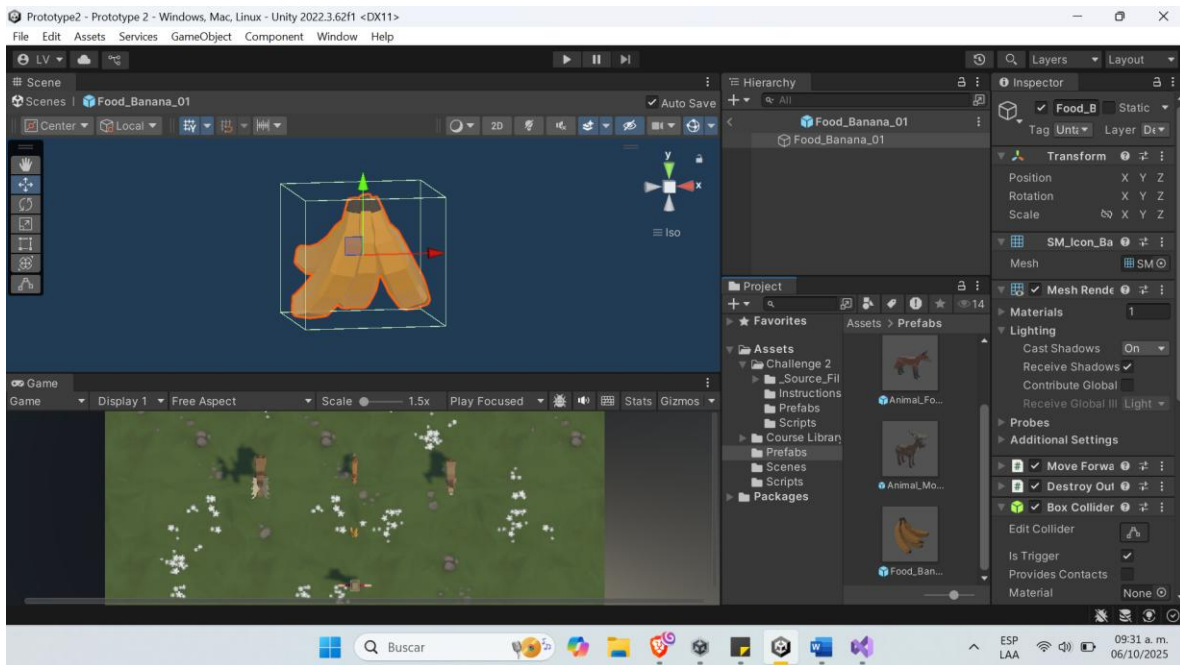 Prototype2 - Prototype 2 - Windows, Mac, Linux - Unity 2022.3.62f1 <DX11>
File Edit Assets Services GameObject Component Window Help
LV
Layers Layout
Scene
Scenes | Food_Banana_01 Auto Save
Center Local 2D
y
x
Iso
Game
Game Display 1 Free Aspect Scale 1.5x Play Focused Stats Gizmos
Hierarchy
All
Food_Banana_01
Food_Banana_01
Project
14
Favorites
Assets
Challenge 2
_Source_Fil
Instructions
Prefabs
Scripts
Course Library
Prefabs
Scenes
Scripts
Packages
Assets > Prefabs
Animal_Fo...
Animal_Mo...
Food_Ban...
Inspector
Food_B Static
Tag Unta Layer De
Transform
Position X Y Z
Rotation X Y Z
Scale X Y Z
SM_Icon_Ba
Mesh SM
Mesh Rende
Materials 1
Lighting
Cast Shadows On
Receive Shadows
Contribute Global
Receive Global Ill Light
Probes
Additional Settings
Move Forwa
Destroy Out
Box Collider
Edit Collider
Is Trigger
Provides Contacts
Material None
Buscar
ESP
LAA
09:31 a. m.
06/10/2025